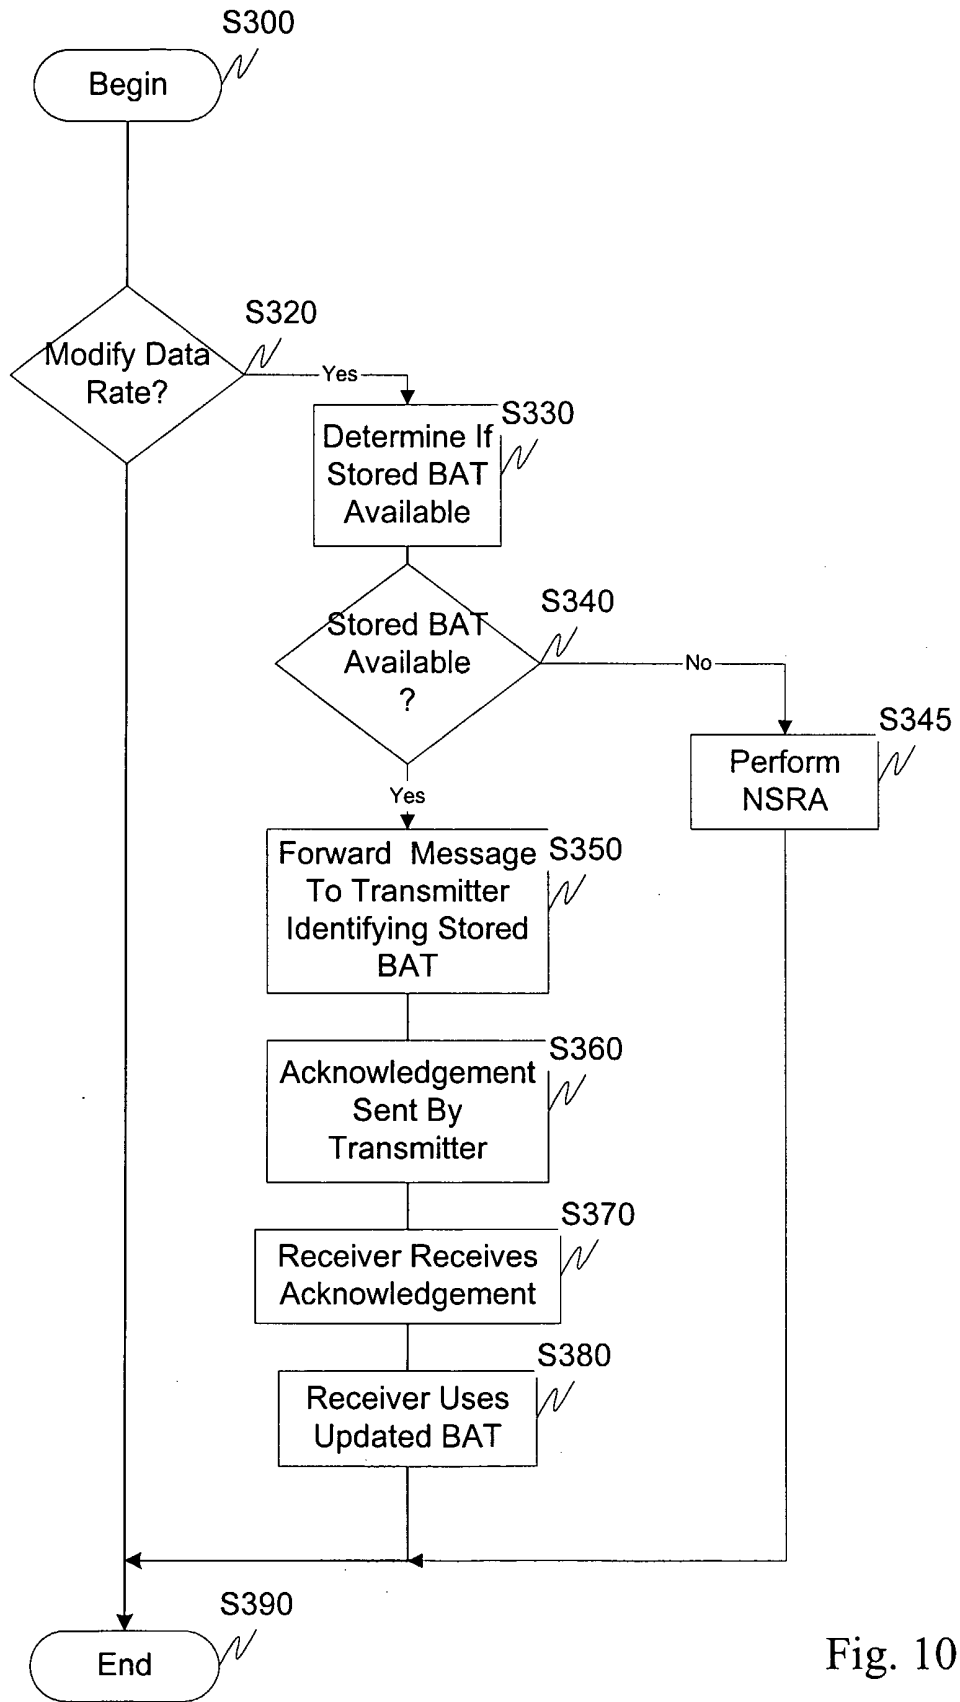 S300
Begin
S320
Modify Data
Rate?
Yes
S330
Determine If
Stored BAT
Available
S340
Stored BAT
Available
?
No
S345
Perform
NSRA
Yes
S350
Forward Message
To Transmitter
Identifying Stored
BAT
S360
Acknowledgement
Sent By
Transmitter
S370
Receiver Receives
Acknowledgement
S380
Receiver Uses
Updated BAT
S390
End
Fig. 10